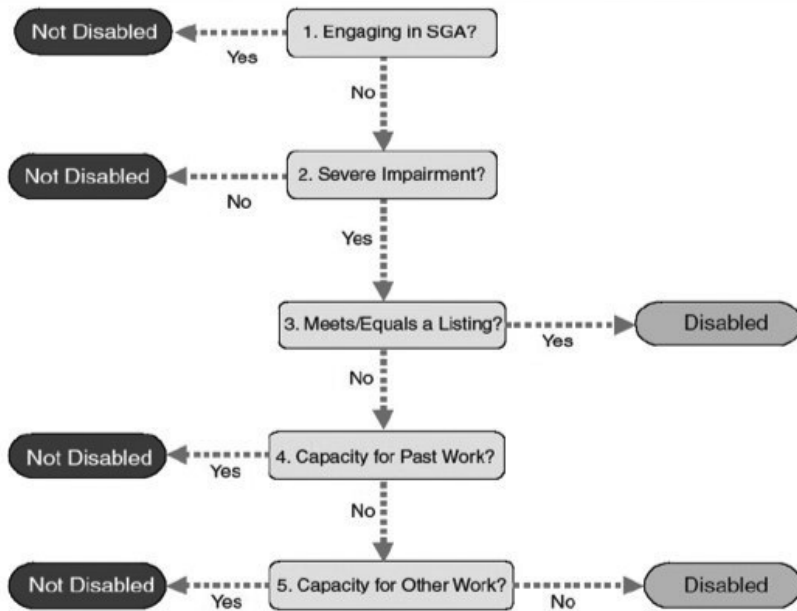 Not Disabled
1. Engaging in SGA?
Yes
No
Not Disabled
2. Severe Impairment?
No
Yes
3. Meets/Equals a Listing?
Disabled
Yes
No
Not Disabled
4. Capacity for Past Work?
Yes
No
Not Disabled
5. Capacity for Other Work?
Disabled
Yes
No